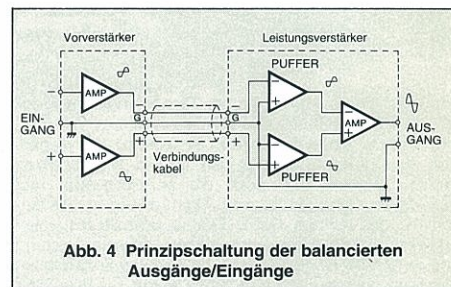 Vorverstärker
Leistungsverstärker
PUFFER
− AMP − − −
EIN-
GANG
G G
AMP
AUS-
GANG
+ AMP + + +
Verbindungs-
kabel
PUFFER
Abb. 4 Prinzipschaltung der balancierten
Ausgänge/Eingänge